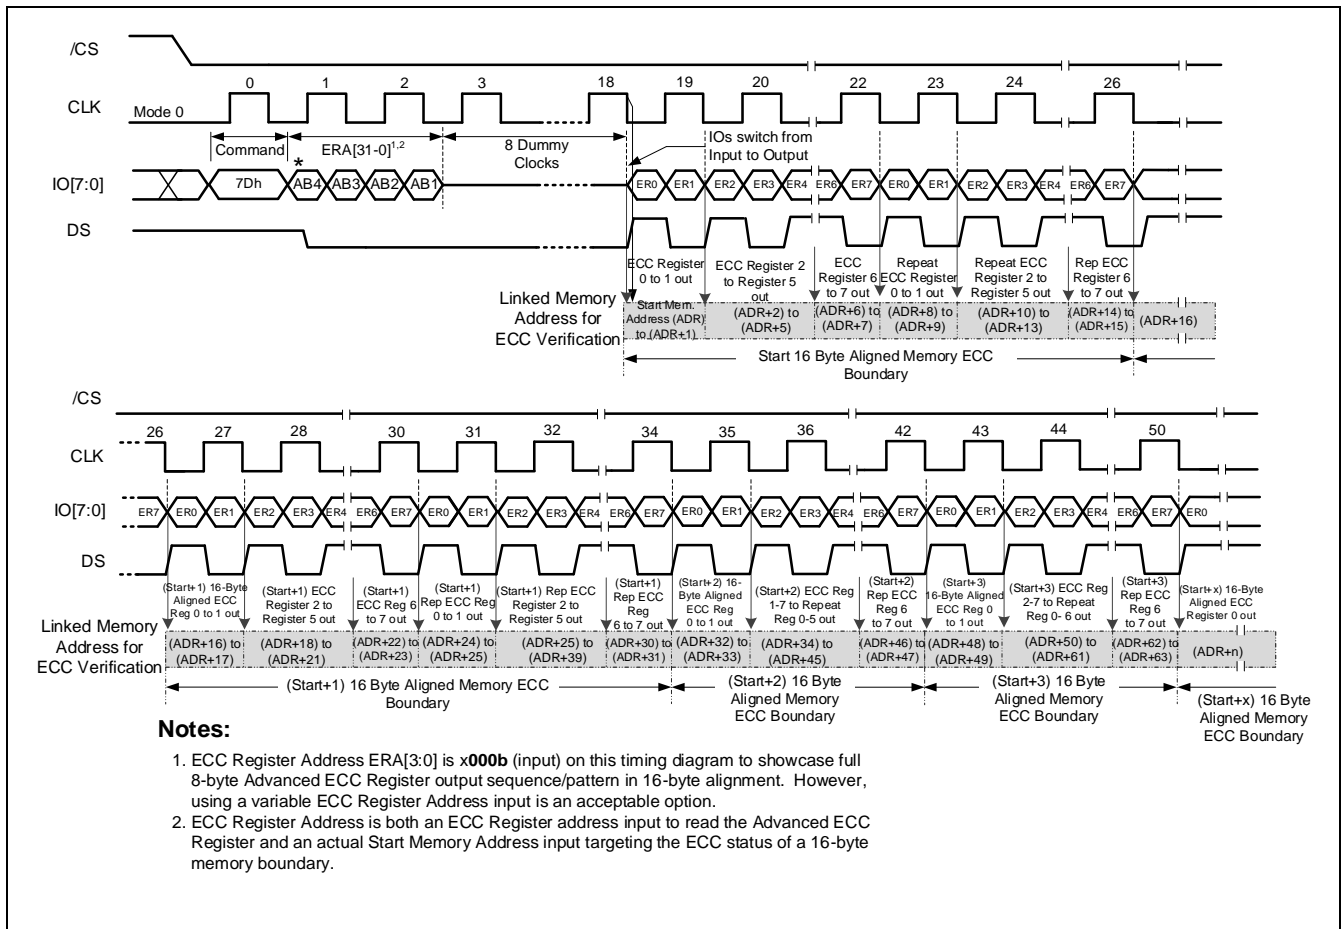 /CS
0 1 2 3 18 19 20 22 23 24 26
CLK
Mode 0
Command
ERA[31-0]1,2
8 Dummy
Clocks
IOs switch from
Input to Output
*
IO[7:0]
7Dh AB4 AB3 AB2 AB1 ER0 ER1 ER2 ER3 ER4 ER6 ER7 ER0 ER1 ER2 ER3 ER4 ER6 ER7
DS
ECC Register
0 to 1 out
ECC Register 2
to Register 5
out
ECC
Register 6
to 7 out
Repeat
ECC Register
0 to 1 out
Repeat ECC
Register 2 to
Register 5 out
Rep ECC
Register 6
to 7 out
Linked Memory
Address for
ECC Verification
Start Mem.
Address (ADR)
to (ADR+1)
(ADR+2) to
(ADR+5)
(ADR+6) to
(ADR+7)
(ADR+8) to
(ADR+9)
(ADR+10) to
(ADR+13)
(ADR+14) to
(ADR+15)
(ADR+16)
Start 16 Byte Aligned Memory ECC
Boundary
/CS
26 27 28 30 31 32 34 35 36 42 43 44 50
CLK
IO[7:0]
ER7 ER0 ER1 ER2 ER3 ER4 ER6 ER7 ER0 ER1 ER2 ER3 ER4 ER6 ER7 ER0 ER1 ER2 ER3 ER4 ER6 ER7 ER0 ER1 ER2 ER3 ER4 ER6 ER7 ER0
DS
(Start+1) 16-Byte
Aligned ECC
Reg 0 to 1 out
(Start+1) ECC
Register 2 to
Register 5 out
(Start+1)
ECC Reg 6
to 7 out
(Start+1)
Rep ECC Reg
0 to 1 out
(Start+1) Rep ECC
Register 2 to
Register 5 out
(Start+1)
Rep ECC
Reg
6 to 7 out
(Start+2) 16-
Byte Aligned
ECC Reg
0 to 1 out
(Start+2) ECC Reg
1-7 to Repeat
Reg 0-5 out
(Start+2)
Rep ECC
Reg 6
to 7 out
(Start+3)
16-Byte Aligned
ECC Reg 0
to 1 out
(Start+3) ECC Reg
2-7 to Repeat
Reg 0- 6 out
(Start+3)
Rep ECC
Reg 6
to 7 out
(Start+x) 16-Byte
Aligned ECC
Register 0 out
Linked Memory
Address for
ECC Verification
(ADR+16) to
(ADR+17)
(ADR+18) to
(ADR+21)
(ADR+22) to
(ADR+23)
(ADR+24) to
(ADR+25)
(ADR+25) to
(ADR+39)
(ADR+30) to
(ADR+31)
(ADR+32) to
(ADR+33)
(ADR+34) to
(ADR+45)
(ADR+46) to
(ADR+47)
(ADR+48) to
(ADR+49)
(ADR+50) to
(ADR+61)
(ADR+62) to
(ADR+63)
(ADR+n)
(Start+1) 16 Byte Aligned Memory ECC
Boundary
(Start+2) 16 Byte
Aligned Memory
ECC Boundary
(Start+3) 16 Byte
Aligned Memory
ECC Boundary
(Start+x) 16 Byte
Aligned Memory
ECC Boundary
Notes:
1. ECC Register Address ERA[3:0] is x000b (input) on this timing diagram to showcase full
8-byte Advanced ECC Register output sequence/pattern in 16-byte alignment. However,
using a variable ECC Register Address input is an acceptable option.
2. ECC Register Address is both an ECC Register address input to read the Advanced ECC
Register and an actual Start Memory Address input targeting the ECC status of a 16-byte
memory boundary.